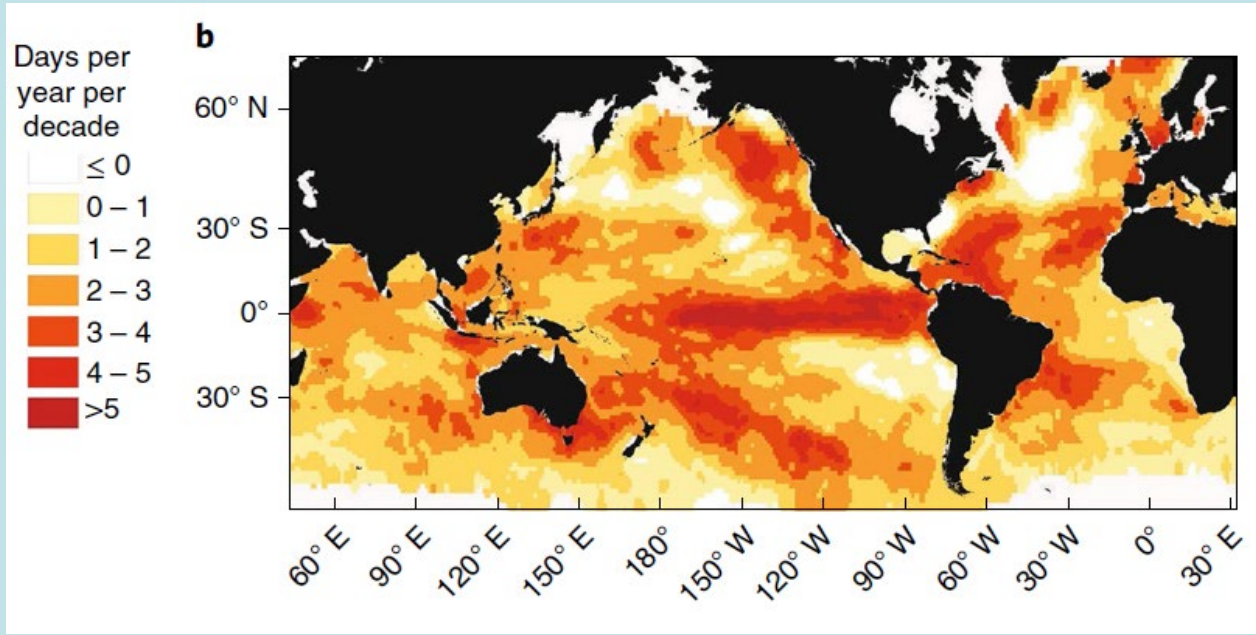 b
Days per
year per
decade
≤ 0
0 – 1
1 – 2
2 – 3
3 – 4
4 – 5
>5
60° N
30° S
0°
30° S
60° E
90° E
120° E
150° E
180°
150° W
120° W
90° W
60° W
30° W
0°
30° E